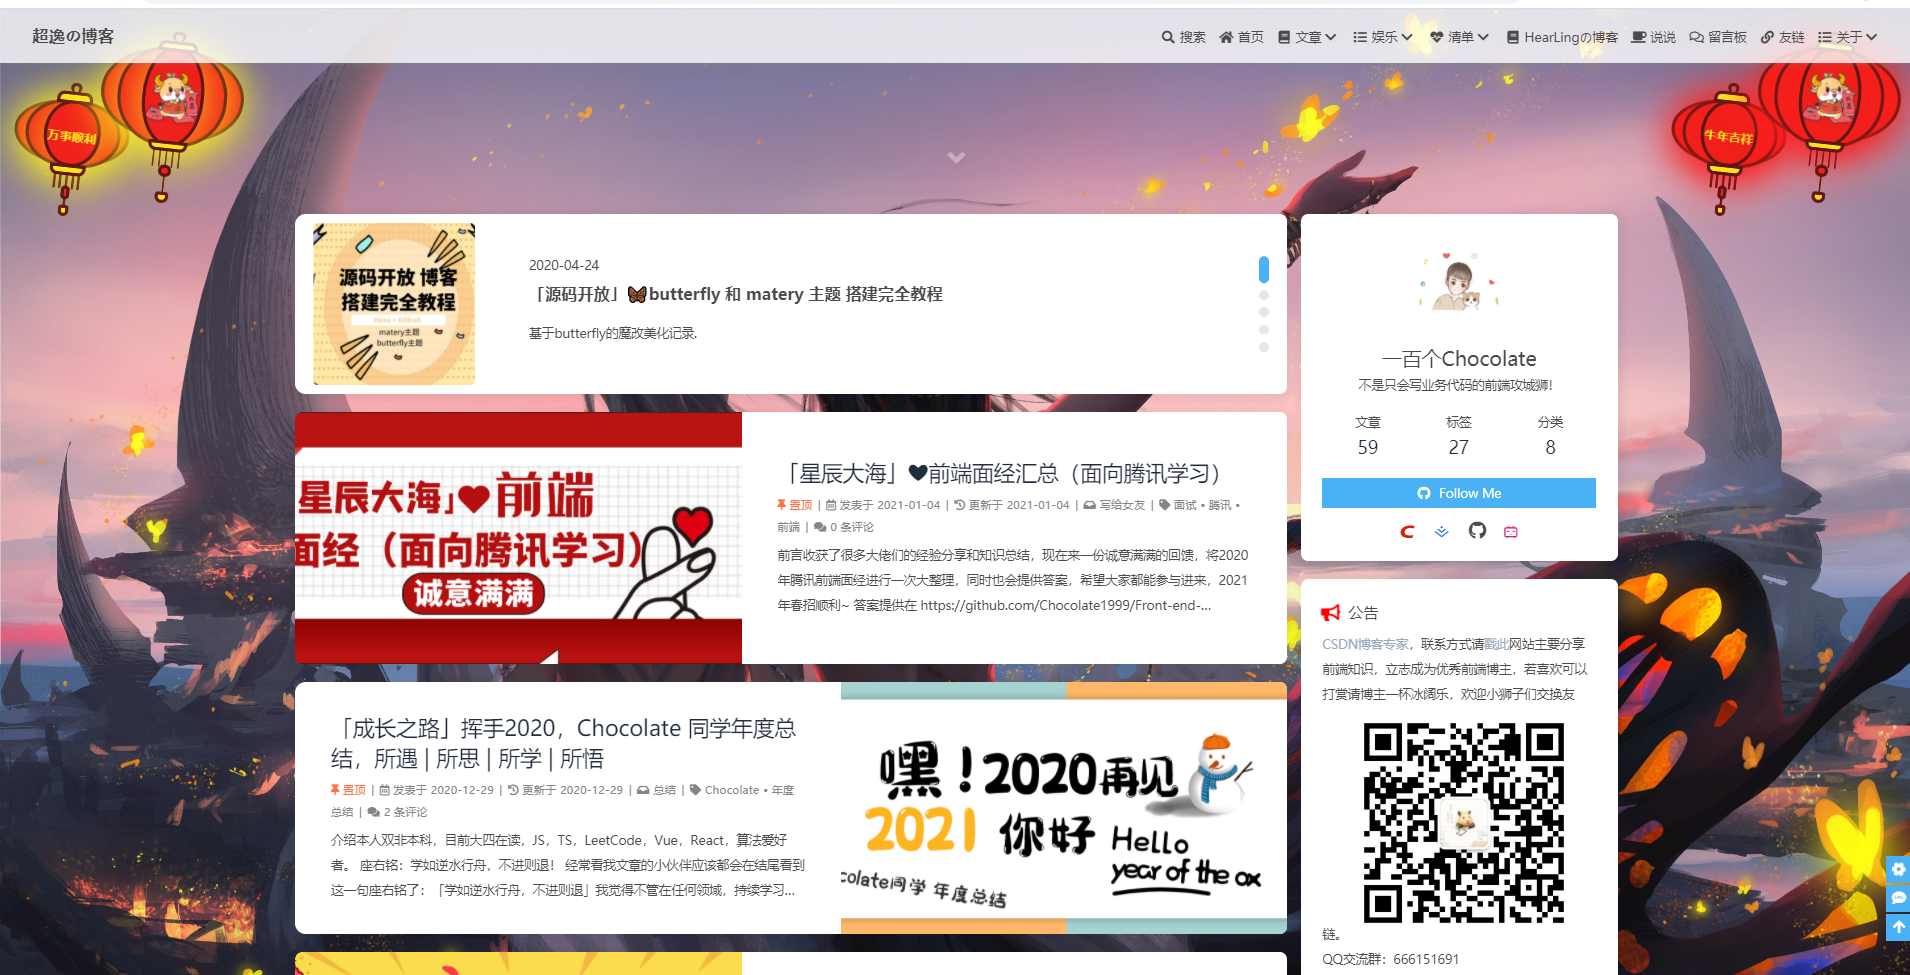 超逸の博客
搜索 首页 文章 娱乐 清单 HearLingの博客 说说 留言板 友链 关于
万事顺利
牛年吉祥
源码开放 博客
搭建完全教程
Hexo + Github
matery主题
butterfly主题
2020-04-24
「源码开放」🦋butterfly 和 matery 主题 搭建完全教程
基于butterfly的魔改美化记录.
星辰大海」❤前端
面经（面向腾讯学习）
诚意满满
「星辰大海」❤前端面经汇总（面向腾讯学习）
置顶 | 发表于 2021-01-04 | 更新于 2021-01-04 | 写给女友 | 面试 • 腾讯 •
前端 | 0 条评论
前言收获了很多大佬们的经验分享和知识总结，现在来一份诚意满满的回馈，将2020
年腾讯前端面经进行一次大整理，同时也会提供答案，希望大家都能参与进来，2021
年春招顺利~ 答案提供在 https://github.com/Chocolate1999/Front-end-...
「成长之路」挥手2020，Chocolate 同学年度总
结，所遇 | 所思 | 所学 | 所悟
置顶 | 发表于 2020-12-29 | 更新于 2020-12-29 | 总结 | Chocolate • 年度
总结 | 2 条评论
介绍本人双非本科，目前大四在读，JS，TS，LeetCode，Vue，React，算法爱好
者。 座右铭：学如逆水行舟，不进则退！ 经常看我文章的小伙伴应该都会在结尾看到
这一句座右铭了：「学如逆水行舟，不进则退」我觉得不管在任何领域，持续学习...
嘿！2020再见
2021 你好 Hello
year of the ox
colate同学 年度总结
一百个Chocolate
不是只会写业务代码的前端攻城狮!
文章 标签 分类
59 27 8
Follow Me
公告
CSDN博客专家，联系方式请戳此网站主要分享
前端知识，立志成为优秀前端博主，若喜欢可以
打赏请博主一杯冰阔乐，欢迎小狮子们交换友
链。
QQ交流群：666151691